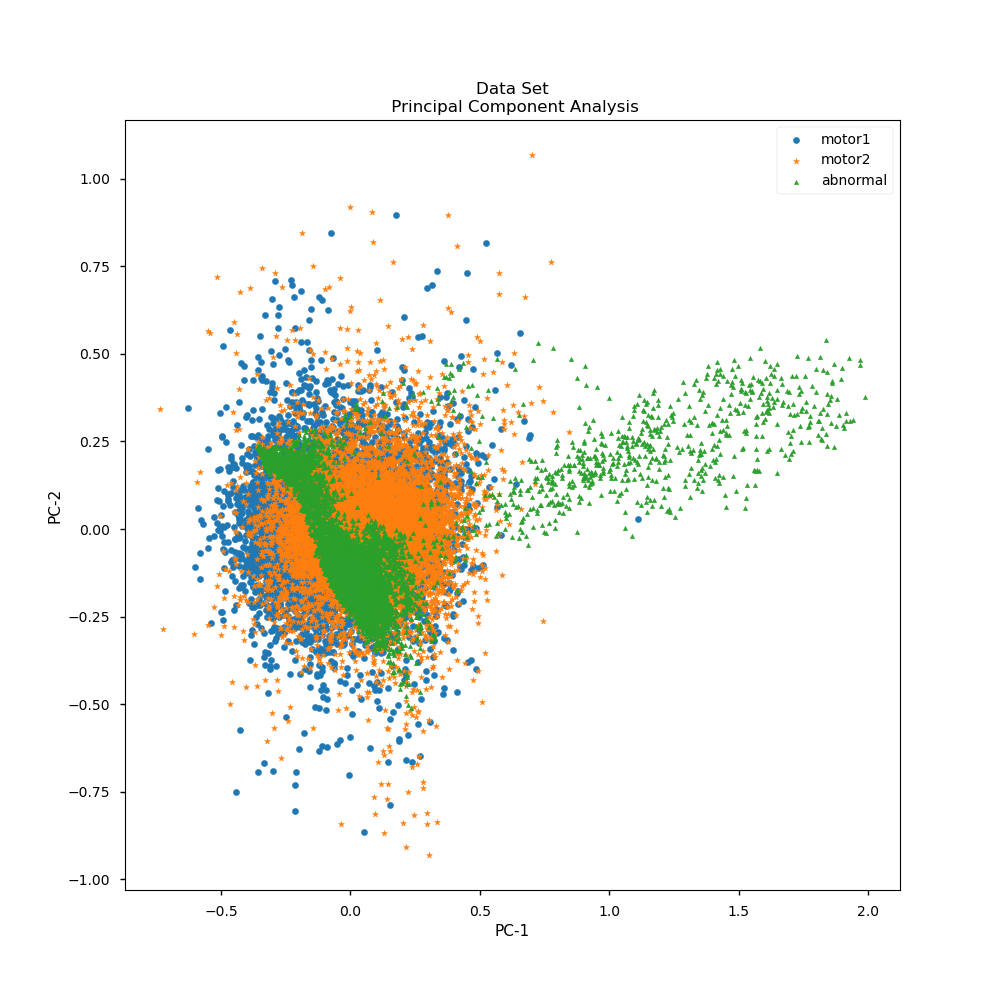 Data Set
Principal Component Analysis
motor1
motor2
abnormal
1.00
0.75
0.50
0.25
0.00
−0.25
−0.50
−0.75
−1.00
PC-2
−0.5
0.0
0.5
1.0
1.5
2.0
PC-1